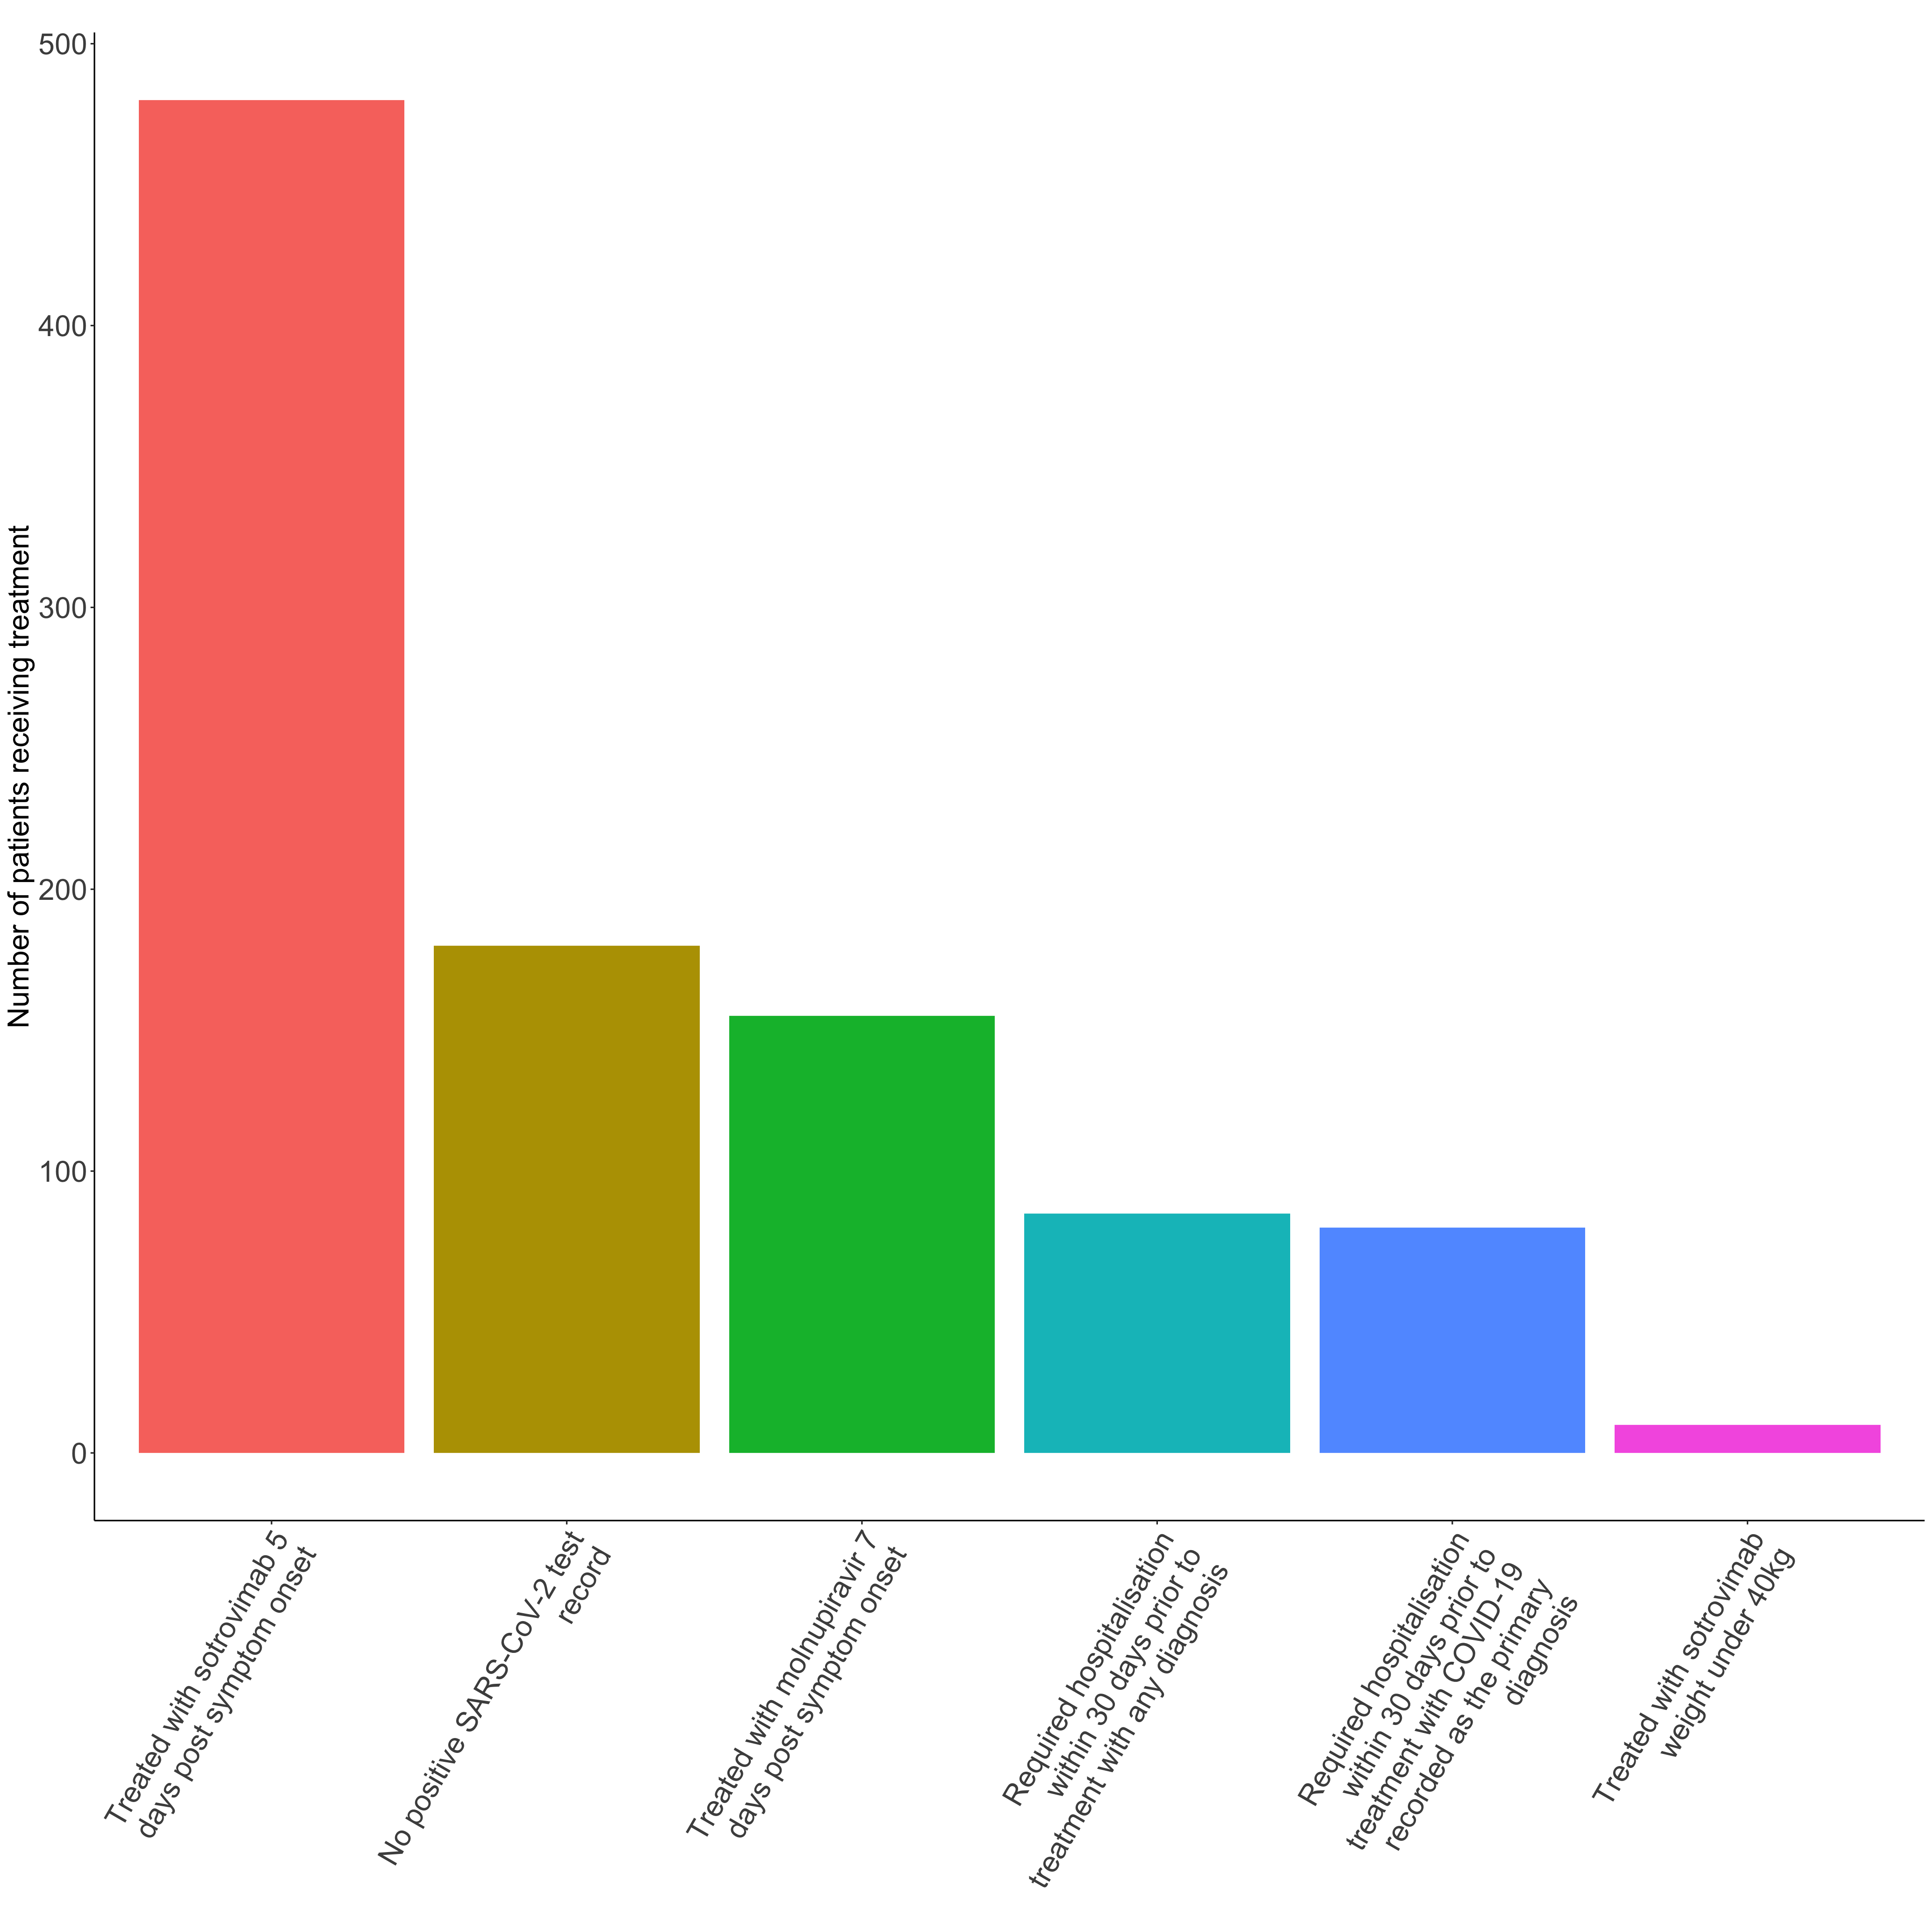 500
400
300
200
100
0
Number of patients receiving treatment
Treated with sotrovimab 5
days post symptom onset
No positive SARS-CoV-2 test
record
Treated with molnupiravir 7
days post symptom onset
Required hospitalisation
within 30 days prior to
treatment with any diagnosis
Required hospitalisation
within 30 days prior to
treatment with COVID-19
recorded as the primary
diagnosis
Treated with sotrovimab
weight under 40kg